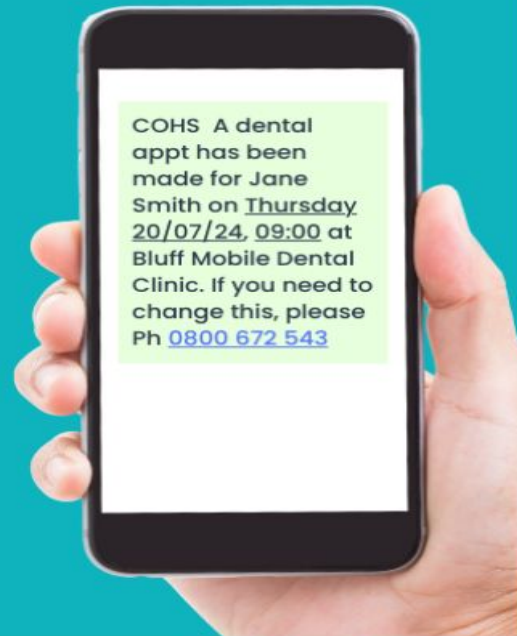 COHS  A dental
appt has been
made for Jane
Smith on Thursday
20/07/24, 09:00 at
Bluff Mobile Dental
Clinic. If you need to
change this, please
Ph 0800 672 543